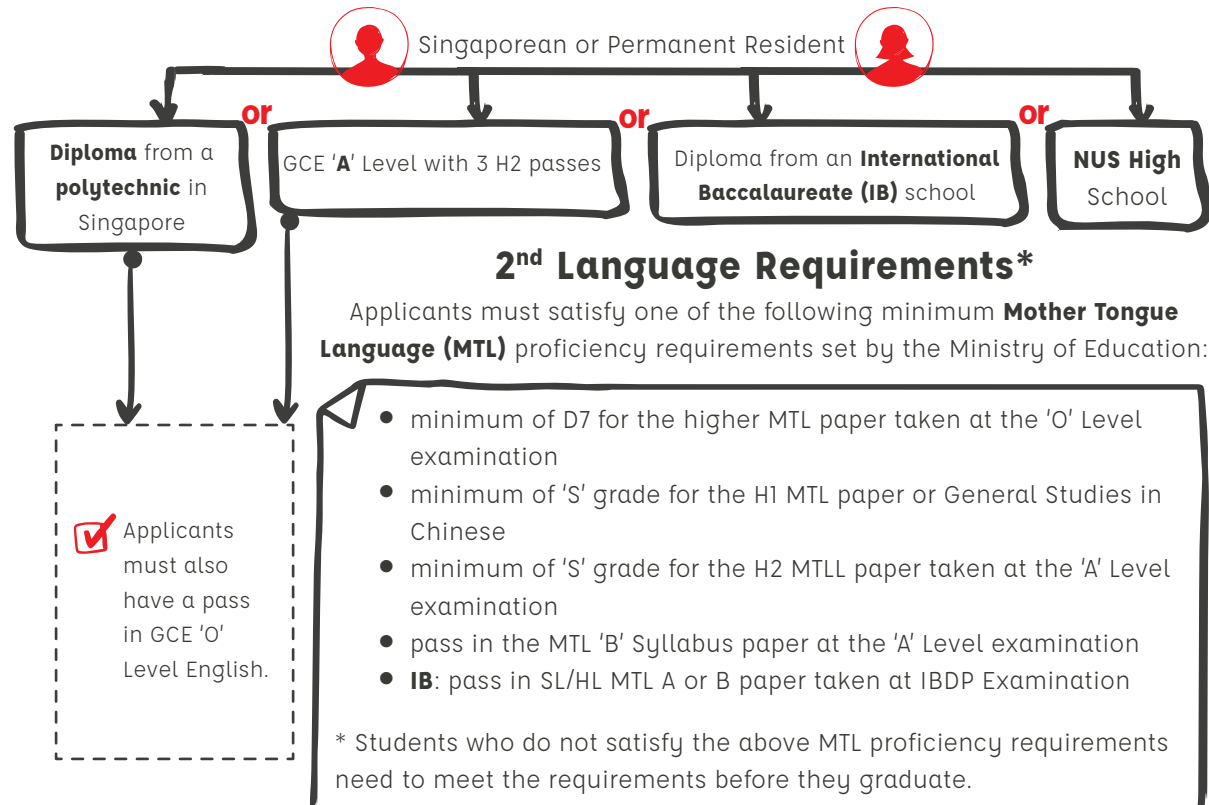 Singaporean or Permanent Resident
or
or
or
Diploma from a
polytechnic in
Singapore
GCE 'A' Level with 3 H2 passes
Diploma from an International
Baccalaureate (IB) school
NUS High
School
2nd Language Requirements*
Applicants must satisfy one of the following minimum Mother Tongue
Language (MTL) proficiency requirements set by the Ministry of Education:
Applicants
must also
have a pass
in GCE 'O'
Level English.
• minimum of D7 for the higher MTL paper taken at the 'O' Level
examination
• minimum of 'S' grade for the H1 MTL paper or General Studies in
Chinese
• minimum of 'S' grade for the H2 MTLL paper taken at the 'A' Level
examination
• pass in the MTL 'B' Syllabus paper at the 'A' Level examination
• IB: pass in SL/HL MTL A or B paper taken at IBDP Examination
* Students who do not satisfy the above MTL proficiency requirements
need to meet the requirements before they graduate.